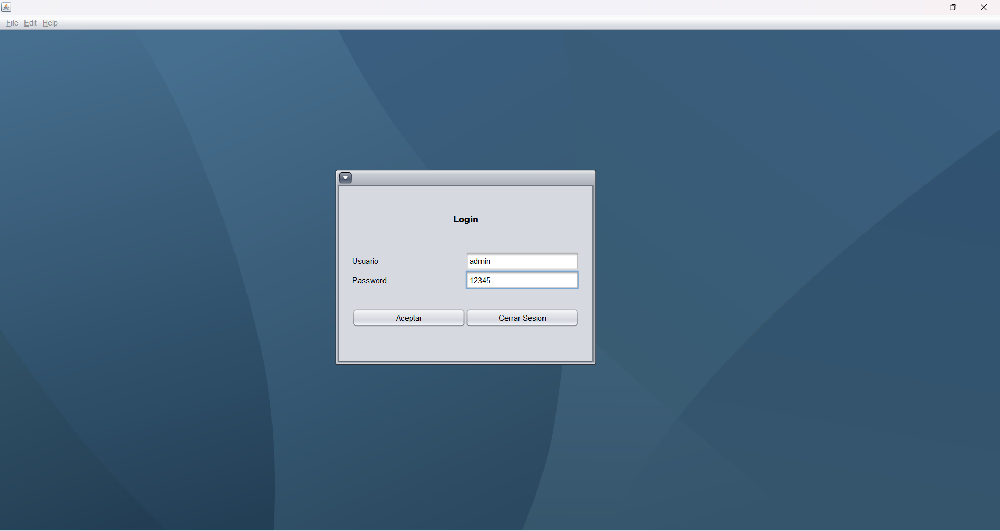 File Edit Help
Login
Usuario admin
Password 12345
Aceptar Cerrar Sesion